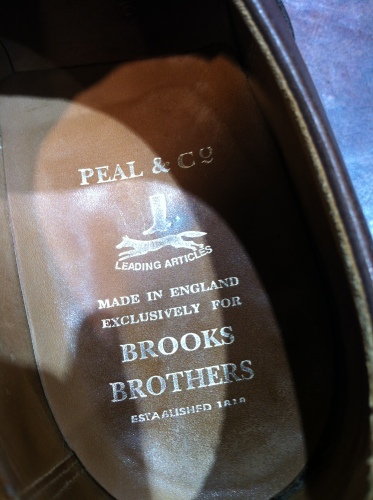 PEAL & Cº
LEADING ARTICLES
MADE IN ENGLAND
EXCLUSIVELY FOR
BROOKS
BROTHERS
ESTABLISHED 1818